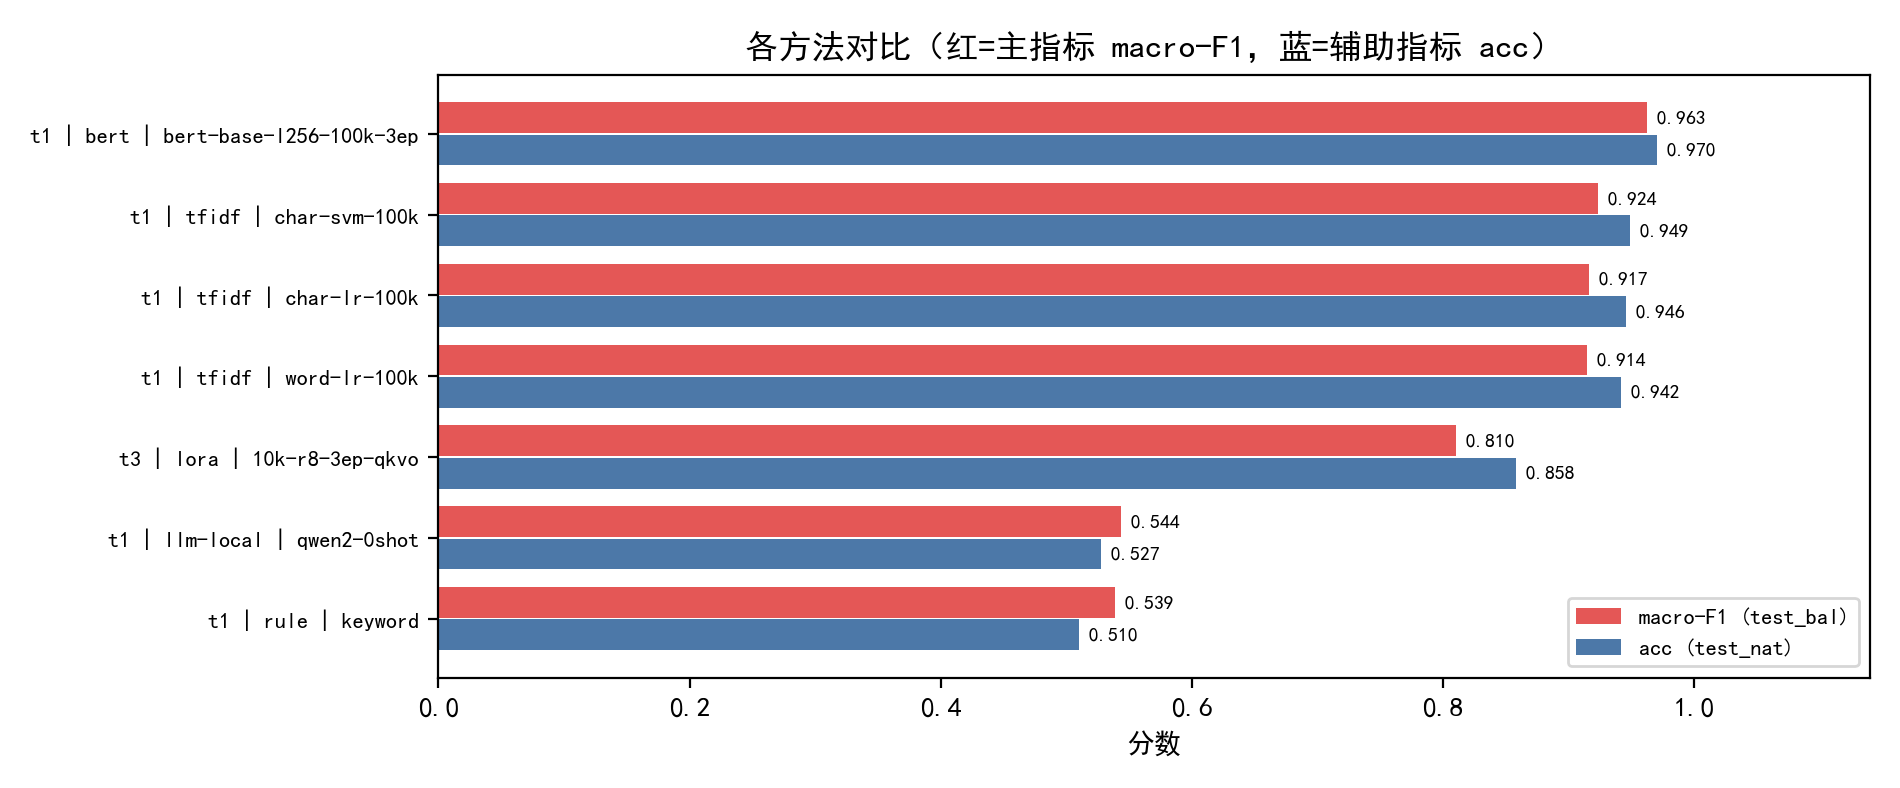 各方法对比（红=主指标 macro-F1，蓝=辅助指标 acc）
t1 | bert | bert-base-l256-100k-3ep
0.963
0.970
t1 | tfidf | char-svm-100k
0.924
0.949
t1 | tfidf | char-lr-100k
0.917
0.946
t1 | tfidf | word-lr-100k
0.914
0.942
t3 | lora | 10k-r8-3ep-qkvo
0.810
0.858
t1 | llm-local | qwen2-0shot
0.544
0.527
t1 | rule | keyword
0.539
0.510
macro-F1 (test_bal)
acc (test_nat)
0.0 0.2 0.4 0.6 0.8 1.0
分数